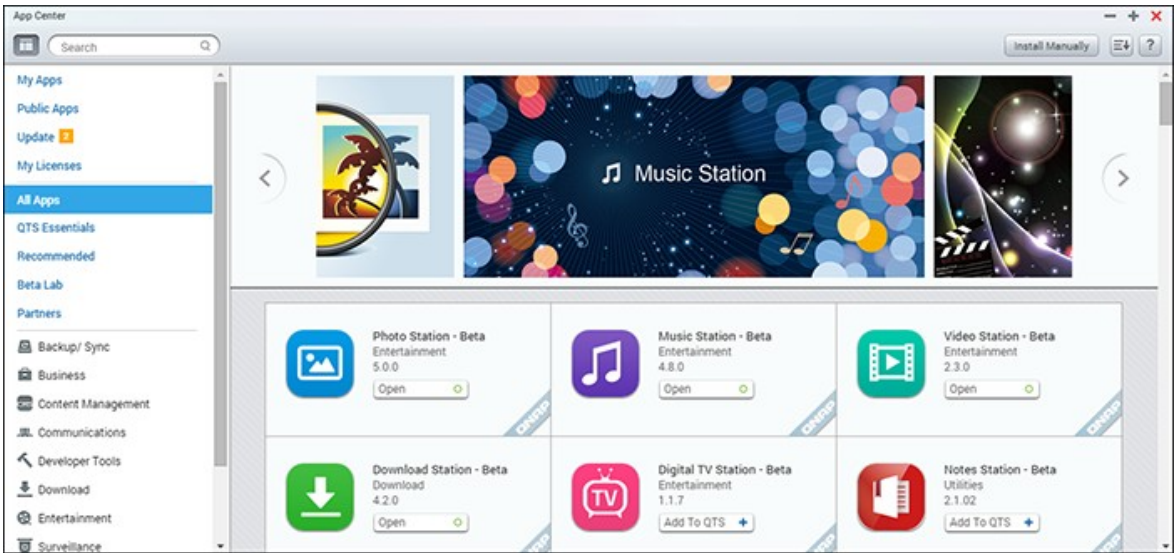 App Center
Search
Install Manually
?
My Apps
Public Apps
Update 2
My Licenses
All Apps
QTS Essentials
Recommended
Beta Lab
Partners
Backup/ Sync
Business
Content Management
Communications
Developer Tools
Download
Entertainment
Surveillance
Music Station
Photo Station - Beta
Entertainment
5.0.0
Open
QNAP
Music Station - Beta
Entertainment
4.8.0
Open
QNAP
Video Station - Beta
Entertainment
2.3.0
Open
QNAP
Download Station - Beta
Download
4.2.0
Open
TV
Digital TV Station - Beta
Entertainment
1.1.7
Add To QTS
Notes Station - Beta
Utilities
2.1.02
Add To QTS